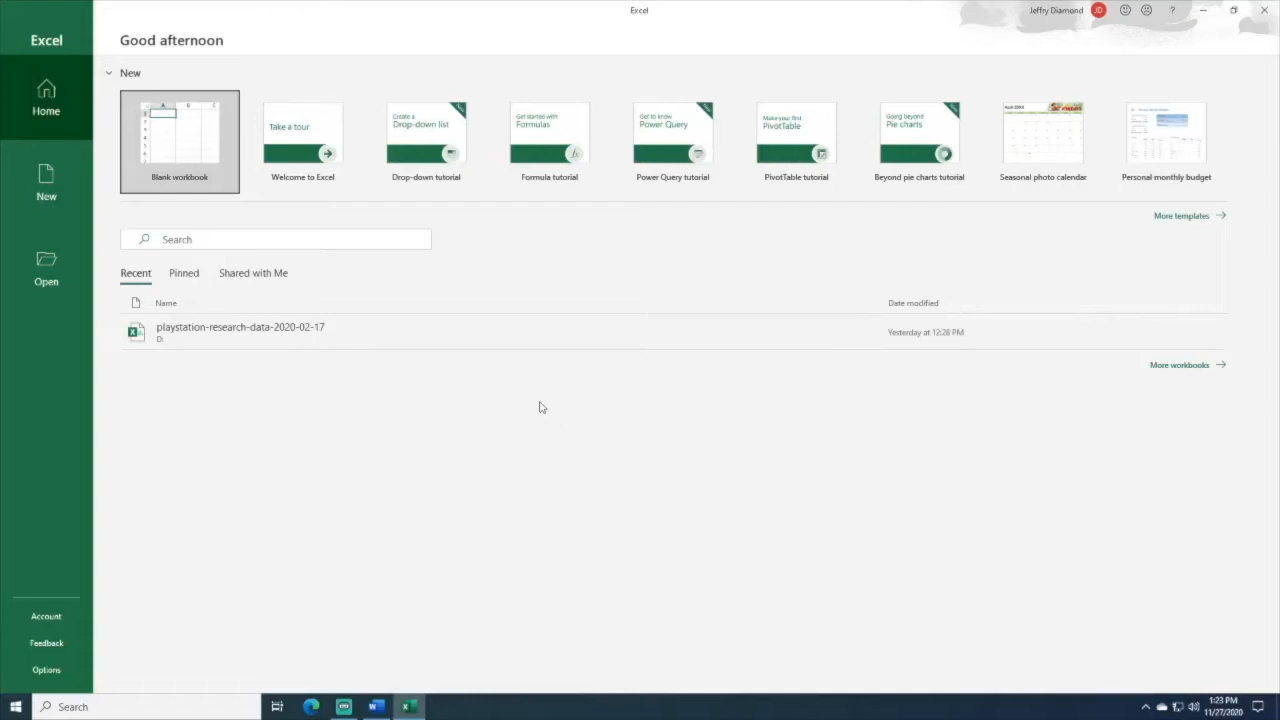 Excel
Jeffry Diamond
JD
?
Excel
Good afternoon
Home
New
Open
New
A B C
Take a tour
Create a
Drop-down list
Get started with
Formulas
fx
Get to know
Power Query
Make your first
PivotTable
Going beyond
Pie charts
Blank workbook
Welcome to Excel
Drop-down tutorial
Formula tutorial
Power Query tutorial
PivotTable tutorial
Beyond pie charts tutorial
Seasonal photo calendar
Personal monthly budget
More templates
Search
Recent
Pinned
Shared with Me
Name
Date modified
playstation-research-data-2020-02-17
D:
Yesterday at 12:28 PM
More workbooks
Account
Feedback
Options
Search
1:23 PM
11/27/2020